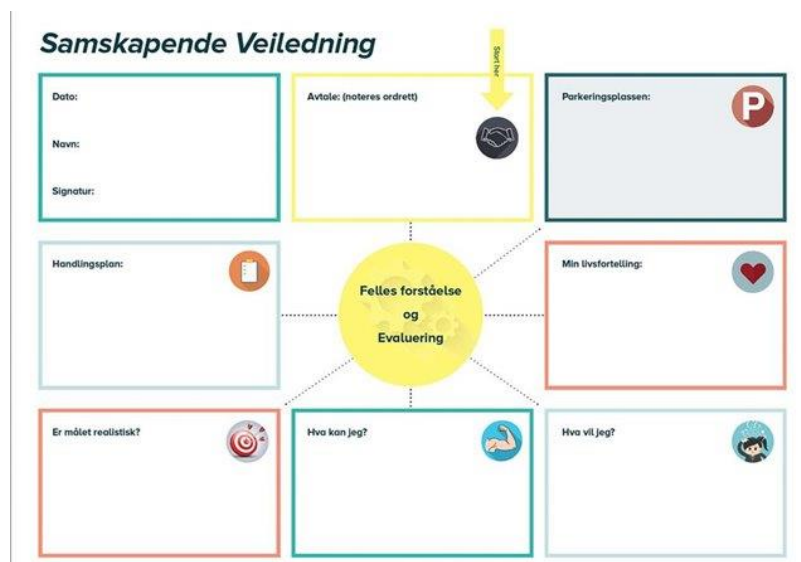 Samskapende Veiledning
Start her
Dato:
Navn:
Signatur:
Avtale: (noteres ordrett)
Parkeringsplassen:
P
Handlingsplan:
Felles forståelse
og
Evaluering
Min livsfortelling:
Er målet realistisk?
Hva kan jeg?
Hva vil jeg?